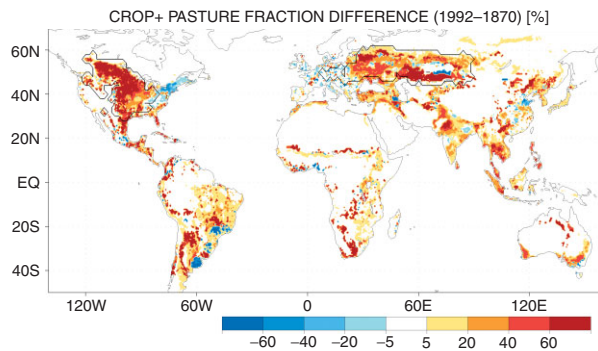 CROP+ PASTURE FRACTION DIFFERENCE (1992–1870) [%]
60N
40N
20N
EQ
20S
40S
120W 60W 0 60E 120E
−60 −40 −20 −5 5 20 40 60